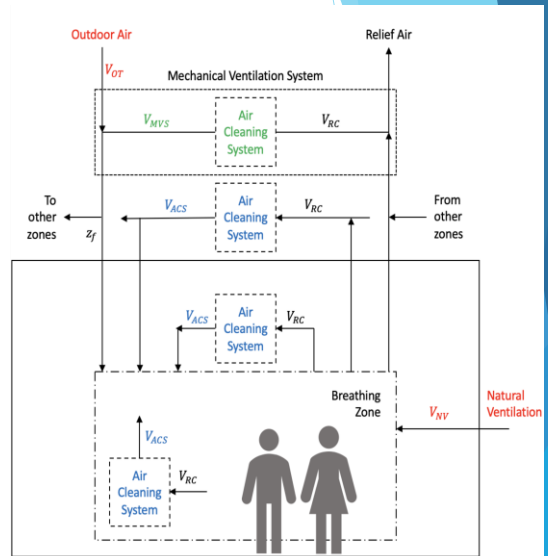 Outdoor Air
Relief Air
V_OT
Mechanical Ventilation System
V_MVS
Air
Cleaning
System
V_RC
To
other
zones
z_f
V_ACS
Air
Cleaning
System
V_RC
From
other
zones
V_ACS
Air
Cleaning
System
V_RC
Breathing
Zone
V_NV
Natural
Ventilation
V_ACS
Air
Cleaning
System
V_RC